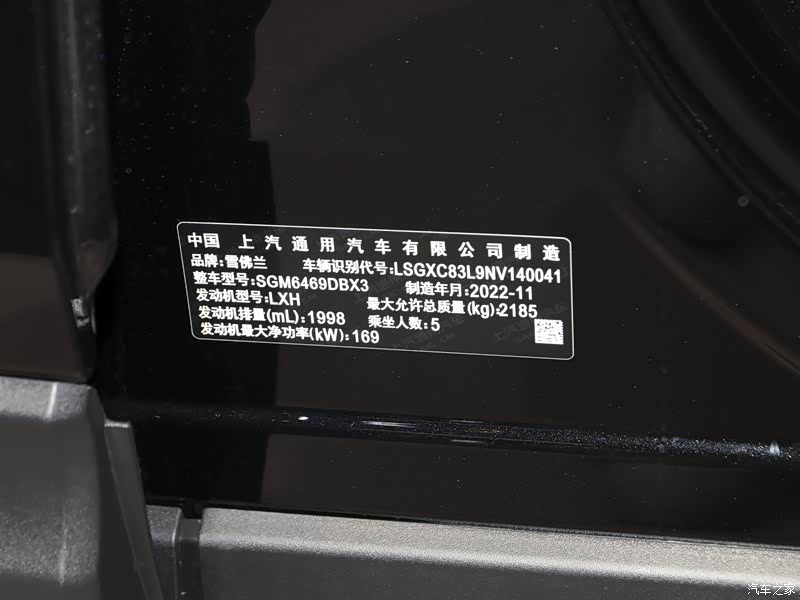 中国 上汽通用汽车有限公司制造
品牌:雪佛兰 车辆识别代号:LSGXC83L9NV140041
整车型号:SGM6469DBX3 制造年月:2022-11
发动机型号:LXH 最大允许总质量(kg):2185
发动机排量(mL):1998 乘坐人数:5
发动机最大净功率(kW):169
汽车之家